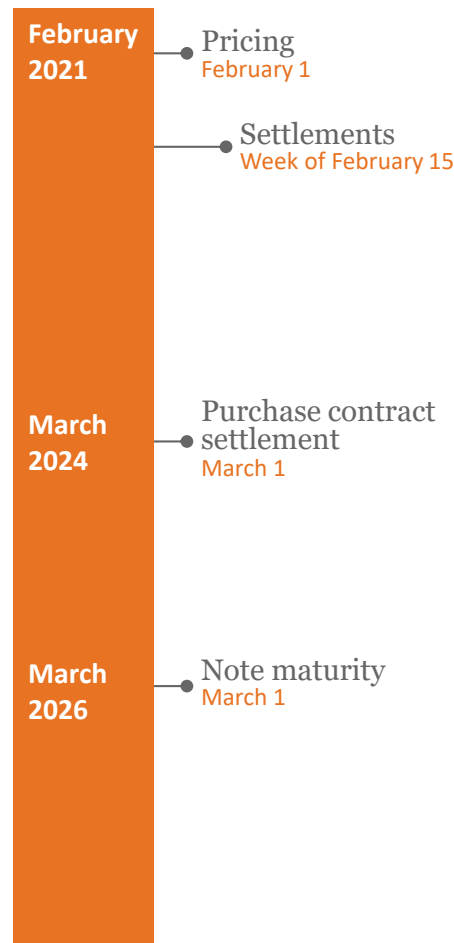 February
2021
Pricing
February 1
Settlements
Week of February 15
March
2024
Purchase contract
settlement
March 1
March
2026
Note maturity
March 1